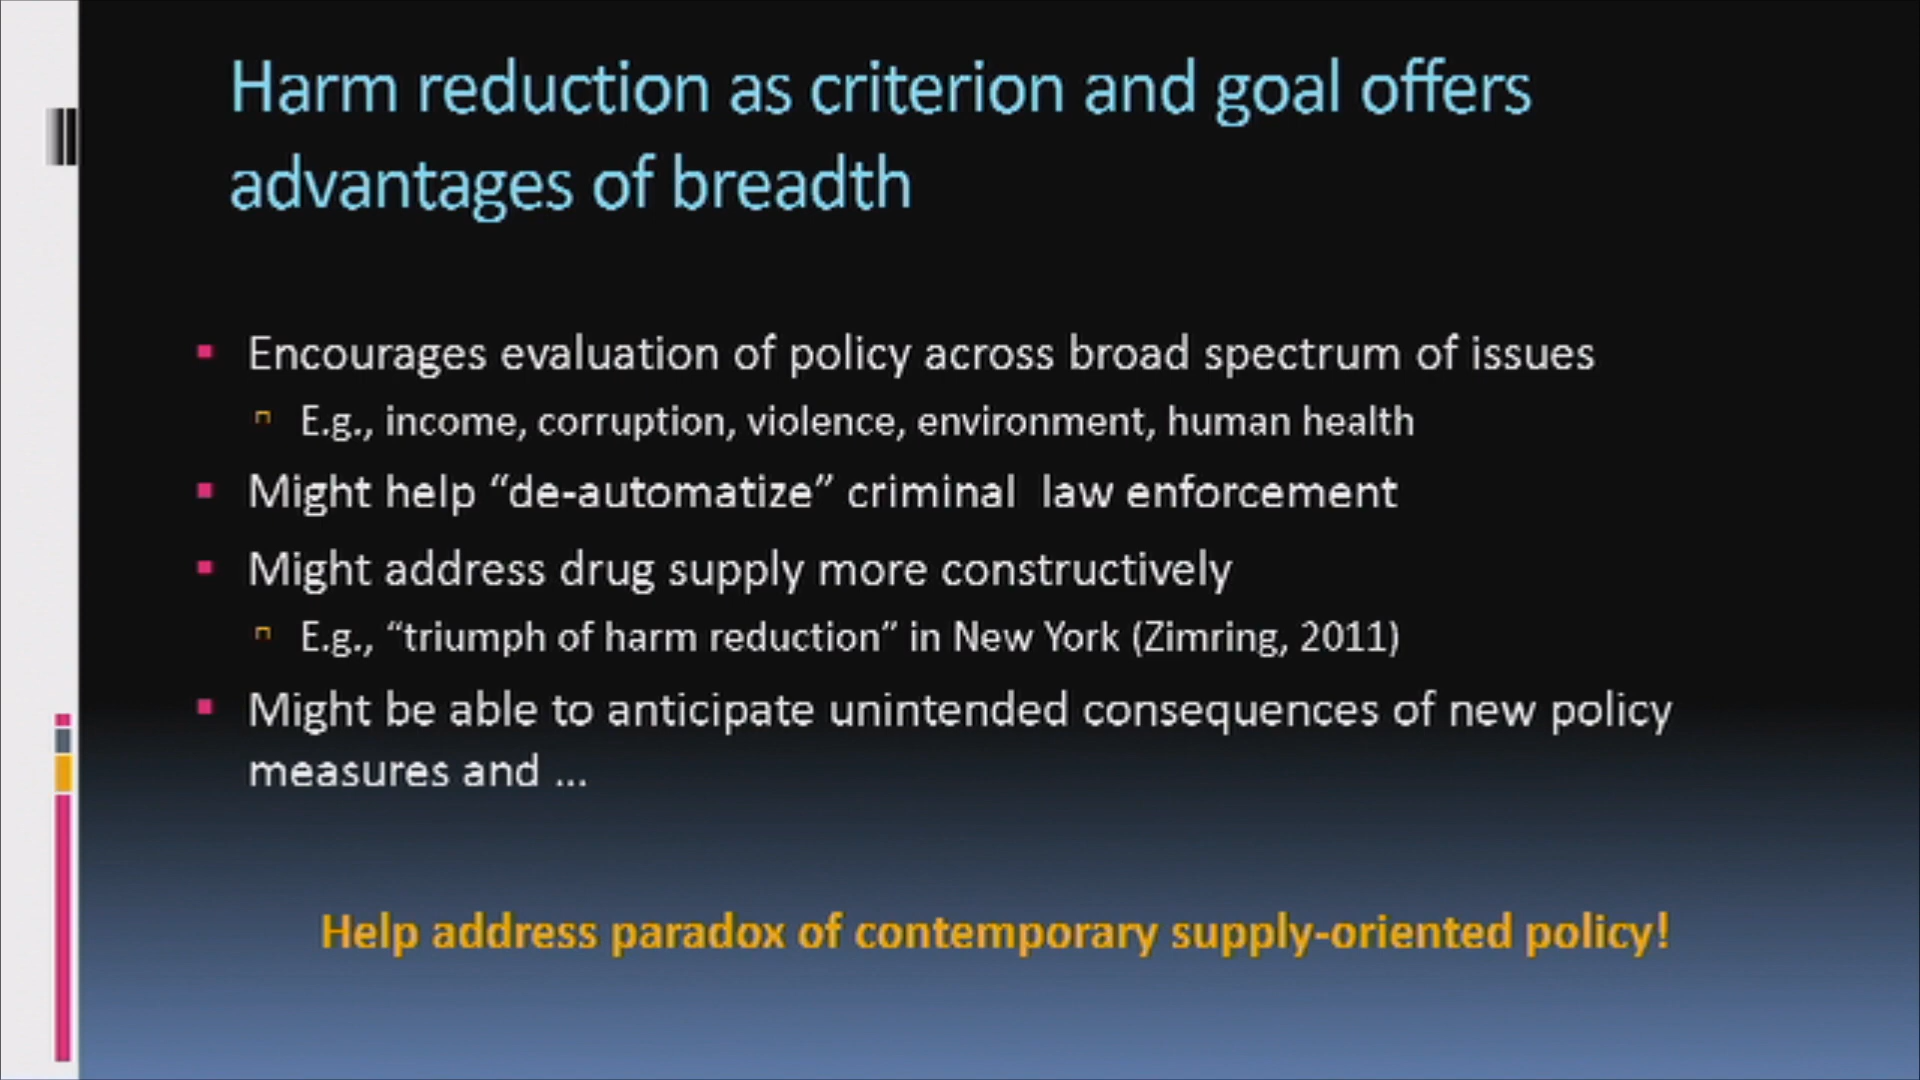 Harm reduction as criterion and goal offers
advantages of breadth
Encourages evaluation of policy across broad spectrum of issues
E.g., income, corruption, violence, environment, human health
Might help “de-automatize” criminal  law enforcement
Might address drug supply more constructively
E.g., “triumph of harm reduction” in New York (Zimring, 2011)
Might be able to anticipate unintended consequences of new policy
measures and ...
Help address paradox of contemporary supply-oriented policy!